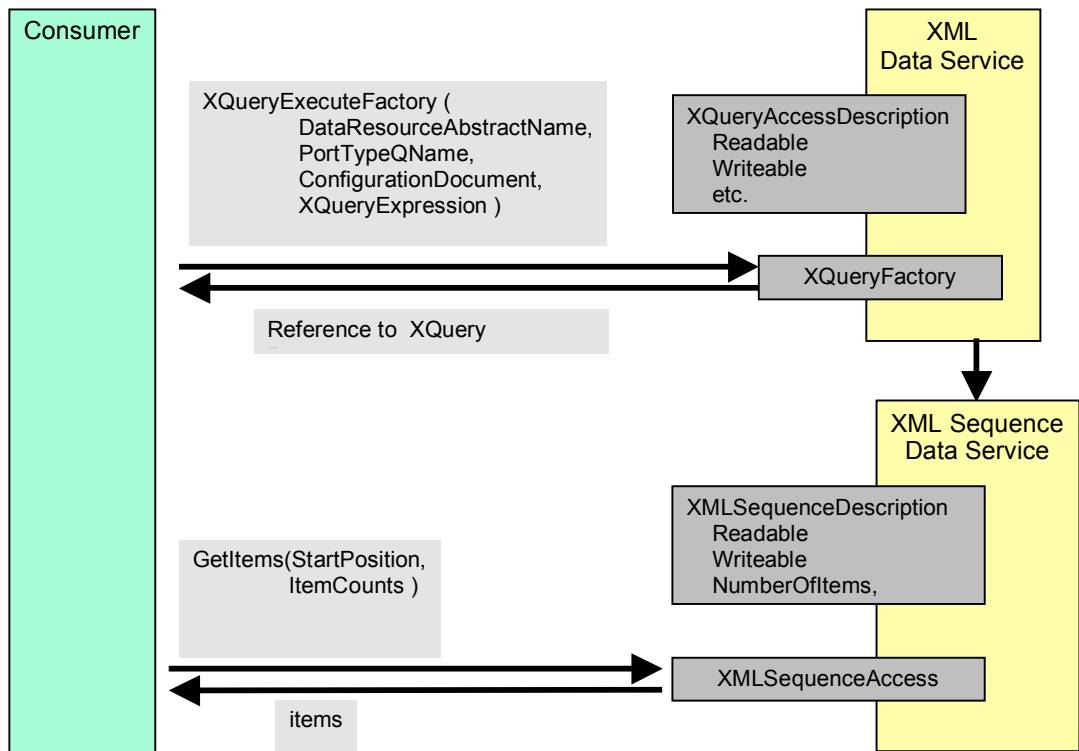 Consumer
XML
Data Service
XQueryExecuteFactory (
DataResourceAbstractName,
PortTypeQName,
ConfigurationDocument,
XQueryExpression )
XQueryAccessDescription
Readable
Writeable
etc.
XQueryFactory
Reference to XQuery
XML Sequence
Data Service
XMLSequenceDescription
Readable
Writeable
NumberOfItems,
GetItems(StartPosition,
ItemCounts )
XMLSequenceAccess
items